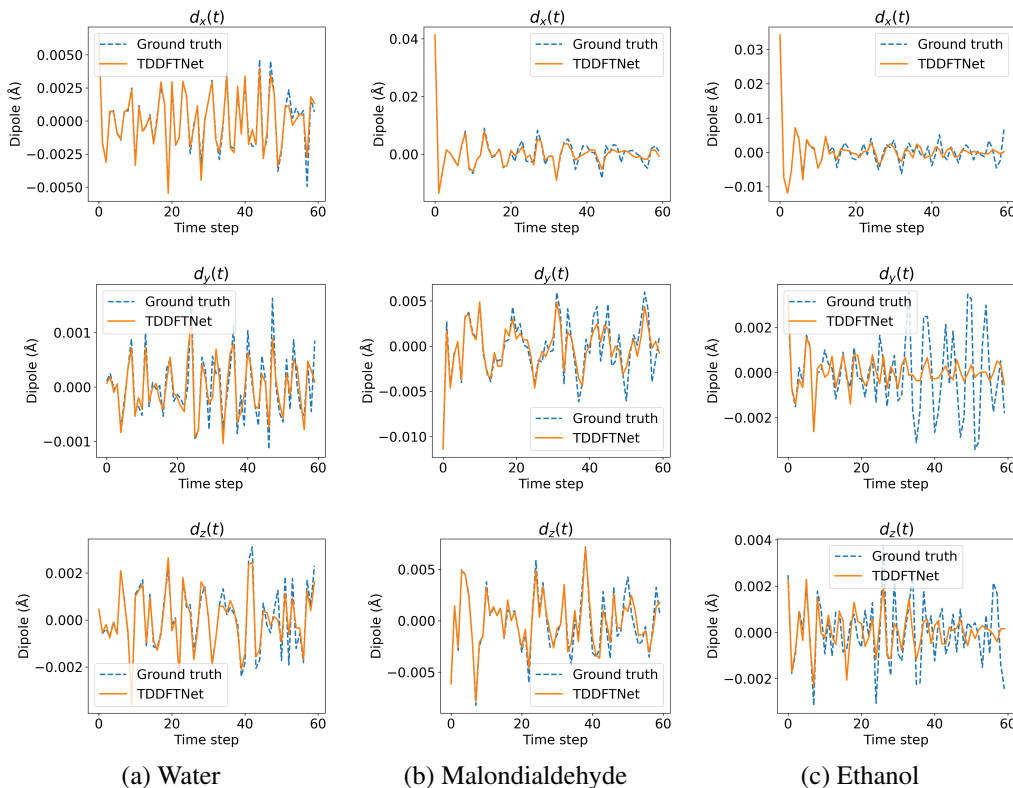 d_x(t)
0.0050
0.0025
0.0000
−0.0025
−0.0050
Dipole (Å)
Ground truth
TDDFTNet
0
20
40
60
Time step
d_x(t)
0.04
0.02
0.00
Dipole (Å)
Ground truth
TDDFTNet
0
20
40
60
Time step
d_x(t)
0.03
0.02
0.01
0.00
−0.01
Dipole (Å)
Ground truth
TDDFTNet
0
20
40
60
Time step
d_y(t)
0.001
0.000
−0.001
Dipole (Å)
Ground truth
TDDFTNet
0
20
40
60
Time step
d_y(t)
0.005
0.000
−0.005
−0.010
Dipole (Å)
Ground truth
TDDFTNet
0
20
40
60
Time step
d_y(t)
0.002
0.000
−0.002
Dipole (Å)
Ground truth
TDDFTNet
0
20
40
60
Time step
d_z(t)
0.002
0.000
−0.002
Dipole (Å)
Ground truth
TDDFTNet
0
20
40
60
Time step
d_z(t)
0.005
0.000
−0.005
Dipole (Å)
Ground truth
TDDFTNet
0
20
40
60
Time step
d_z(t)
0.004
0.002
0.000
−0.002
Dipole (Å)
Ground truth
TDDFTNet
0
20
40
60
Time step
(a) Water
(b) Malondialdehyde
(c) Ethanol